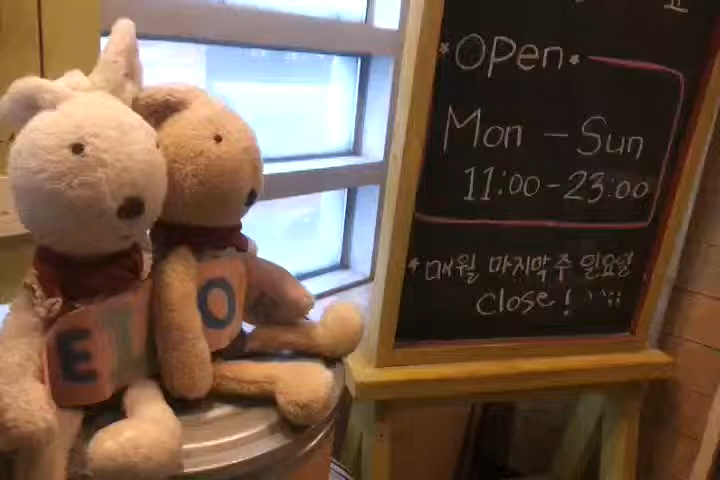 *OPen*
Mon - Sun
11:00-23:00
* 매월 마지막 주 일요일
close!
E
O